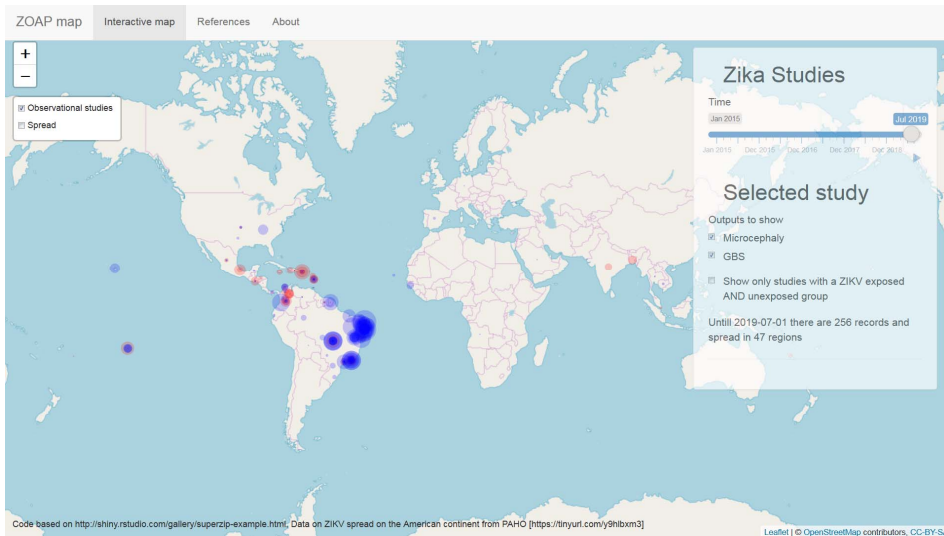 ZOAP map Interactive map References About
+
−
Observational studies
Spread
Zika Studies
Time
Jan 2015 Jul 2019
Jan 2015 Dec 2015 Dec 2016 Dec 2017 Dec 2018
Selected study
Outputs to show
Microcephaly
GBS
Show only studies with a ZIKV exposed
AND unexposed group
Untill 2019-07-01 there are 256 records and
spread in 47 regions
Code based on http://shiny.rstudio.com/gallery/superzip-example.html, Data on ZIKV spread on the American continent from PAHO [https://tinyurl.com/y9hlbxm3]
Leaflet | © OpenStreetMap contributors, CC-BY-SA